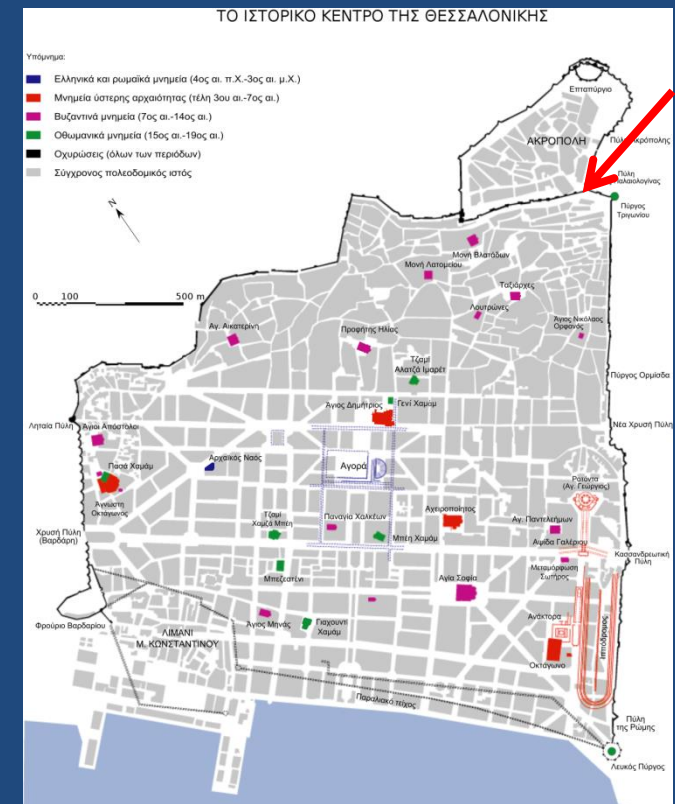 ΤΟ ΙΣΤΟΡΙΚΟ ΚΕΝΤΡΟ ΤΗΣ ΘΕΣΣΑΛΟΝΙΚΗΣ
Υπόμνημα:
Ελληνικά και ρωμαϊκά μνημεία (4ος αι. π.Χ.-3ος αι. μ.Χ.)
Μνημεία ύστερης αρχαιότητας (τέλη 3ου αι.-7ος αι.)
Βυζαντινά μνημεία (7ος αι.-14ος αι.)
Οθωμανικά μνημεία (15ος αι.-19ος αι.)
Οχυρώσεις (όλων των περιόδων)
Σύγχρονος πολεοδομικός ιστός
Επταπύργιο
ΑΚΡΟΠΟΛΗ
Ακρόπολης
Πύλη
Πύργος
Τριγωνίου
N
0 100 500 m
Μονή Βλατάδων
Μονή Λατομείου
Ταξιάρχες
Λουτρώνες
Άγιος Νικόλαος
Ορφανός
Αγ. Αικατερίνη
Προφήτης Ηλίας
Τζαμί
Αλατζά Ιμαρέτ
Πύργος Ορμίσδα
Άγιος Δημήτριος
Γενί Χαμάμ
Νέα Χρυσή Πύλη
Ληταία Πύλη
Άγιοι Απόστολοι
Πασά Χαμάμ
Αρχαϊκός Ναός
Αγορά
Ροτόντα
(Αγ. Γεώργιος)
Άγνωστη
Οκτάγωνος
Τζαμί
Χαμζά Μπέη
Παναγία Χαλκέων
Μπέη Χαμάμ
Αχειροποίητος
Αγ. Παντελεήμων
Αψίδα Γαλέριου
Χρυσή Πύλη
(Βαρδάρη)
Κασσανδρεωτική
Πύλη
Μεταμόρφωση
Σωτήρος
Μπεζεστένι
Αγία Σοφία
Φρούριο Βαρδαρίου
ΛΙΜΑΝΙ
Μ. ΚΩΝΣΤΑΝΤΙΝΟΥ
Άγιος Μηνάς
Γιαχουντί
Χαμάμ
Ανάκτορα
Οκτάγωνο
Ιππόδρομος
Παραλιακό τείχος
Πύλη
της Ρώμης
Λευκός Πύργος